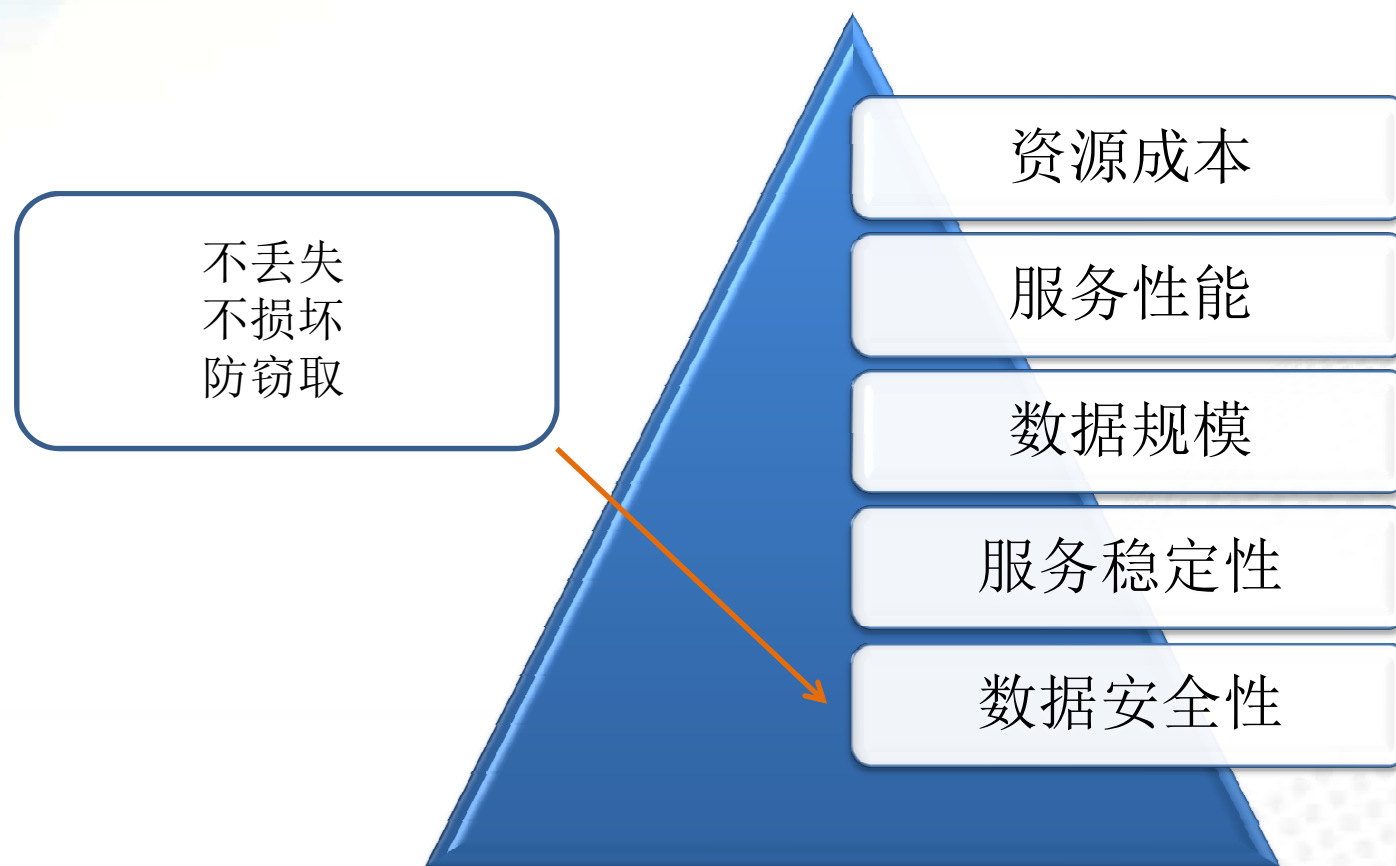 不丢失
不损坏
防窃取
资源成本
服务性能
数据规模
服务稳定性
数据安全性